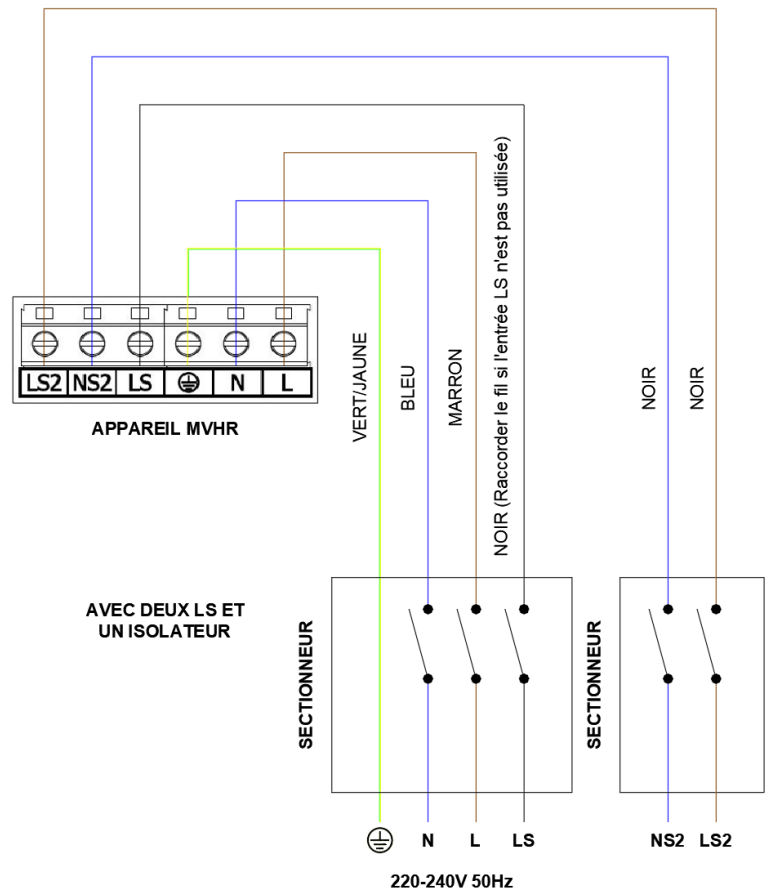 LS2 NS2 LS N L
APPAREIL MVHR
VERT/JAUNE
BLEU
MARRON
NOIR (Raccorder le fil si l'entrée LS n'est pas utilisée)
NOIR
NOIR
AVEC DEUX LS ET
UN ISOLATEUR
SECTIONNEUR
SECTIONNEUR
N L LS
NS2 LS2
220-240V 50Hz